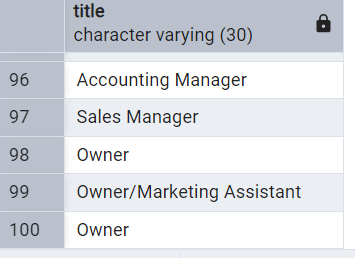 title
character varying (30)
96 Accounting Manager
97 Sales Manager
98 Owner
99 Owner/Marketing Assistant
100 Owner